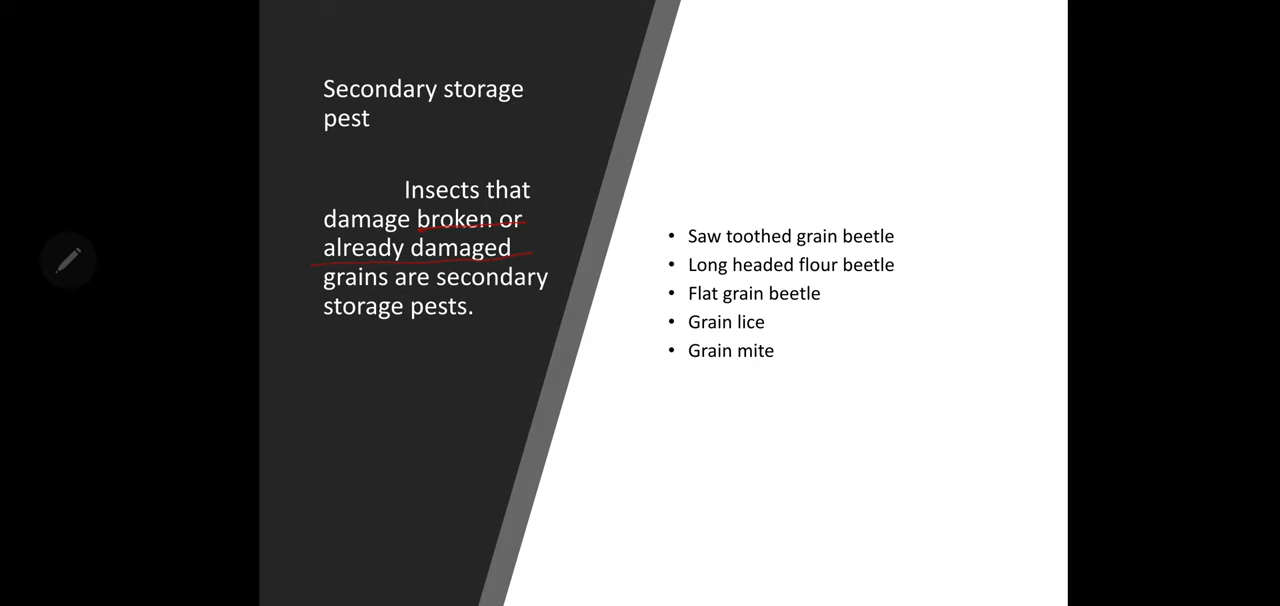 Secondary storage
pest
Insects that
damage broken or
already damaged
grains are secondary
storage pests.
• Saw toothed grain beetle
• Long headed flour beetle
• Flat grain beetle
• Grain lice
• Grain mite